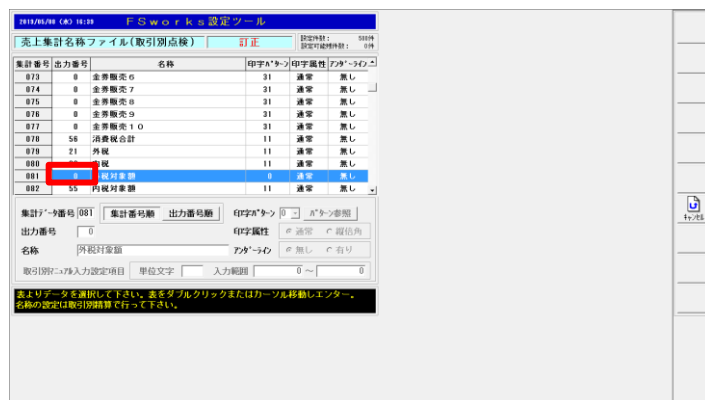 2019/05/08 (水) 16:39 ＦＳｗｏｒｋｓ設定ツール
売上集計名称ファイル(取引別点検) 訂正 設定件数： 500件
設定可能残件数： 0件
集計番号 出力番号 名称 印字ﾊﾟﾀｰﾝ 印字属性 ｱﾝﾀﾞｰﾗｲﾝ
073 0 金券販売６ 31 通常 無し
074 0 金券販売７ 31 通常 無し
075 0 金券販売８ 31 通常 無し
076 0 金券販売９ 31 通常 無し
077 0 金券販売１０ 31 通常 無し
078 56 消費税合計 11 通常 無し
079 21 外税 11 通常 無し
080 内税 11 通常 無し
081 0 外税対象額 0 通常 無し
082 55 内税対象額 11 通常 無し
集計ﾃﾞｰﾀ番号 081 集計番号順 出力番号順 印字ﾊﾟﾀｰﾝ 0 ﾊﾟﾀｰﾝ参照
出力番号 0 印字属性 通常 縦倍角
名称 外税対象額 ｱﾝﾀﾞｰﾗｲﾝ 無し 有り
取引別ﾏﾆｭｱﾙ入力設定項目 単位文字 入力範囲 0 ～ 0
表よりデータを選択して下さい。表をダブルクリックまたはカーソル移動しエンター。
名称の設定は取引別精算で行って下さい。
ｷｬﾝｾﾙ